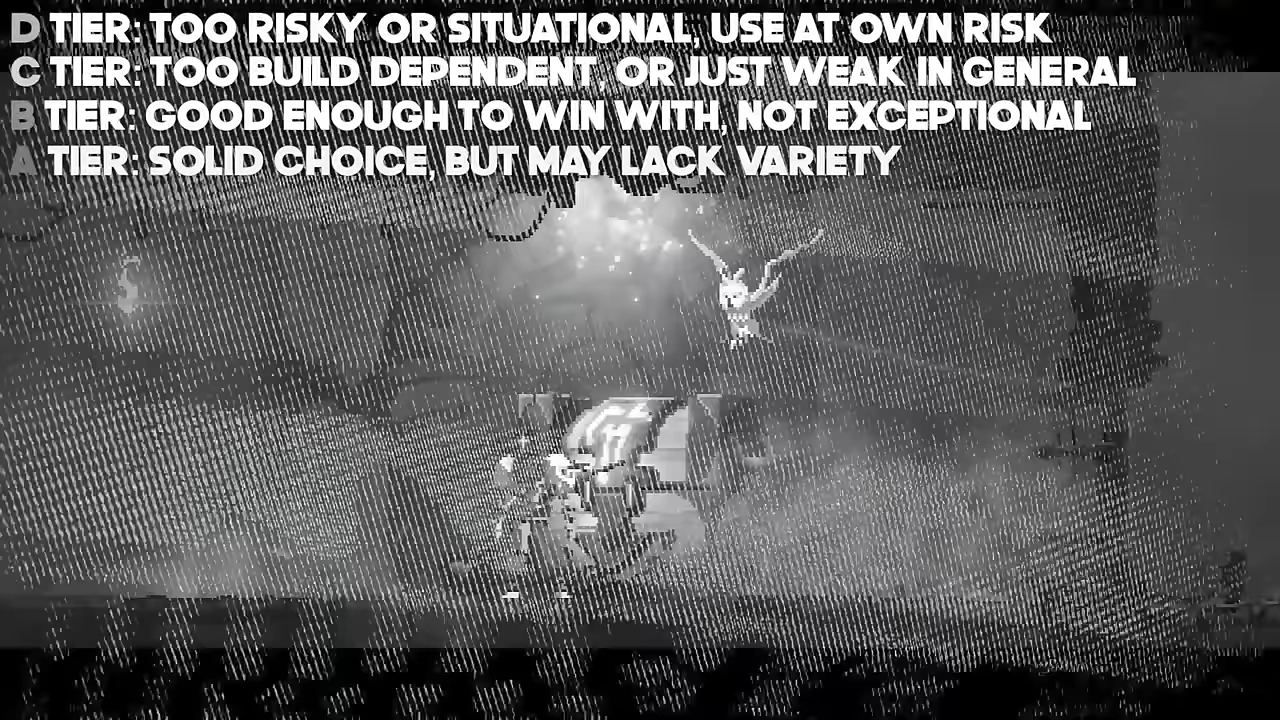 D TIER: TOO RISKY OR SITUATIONAL, USE AT OWN RISK
C TIER: TOO BUILD DEPENDENT, OR JUST WEAK IN GENERAL
B TIER: GOOD ENOUGH TO WIN WITH, NOT EXCEPTIONAL
A TIER: SOLID CHOICE, BUT MAY LACK VARIETY